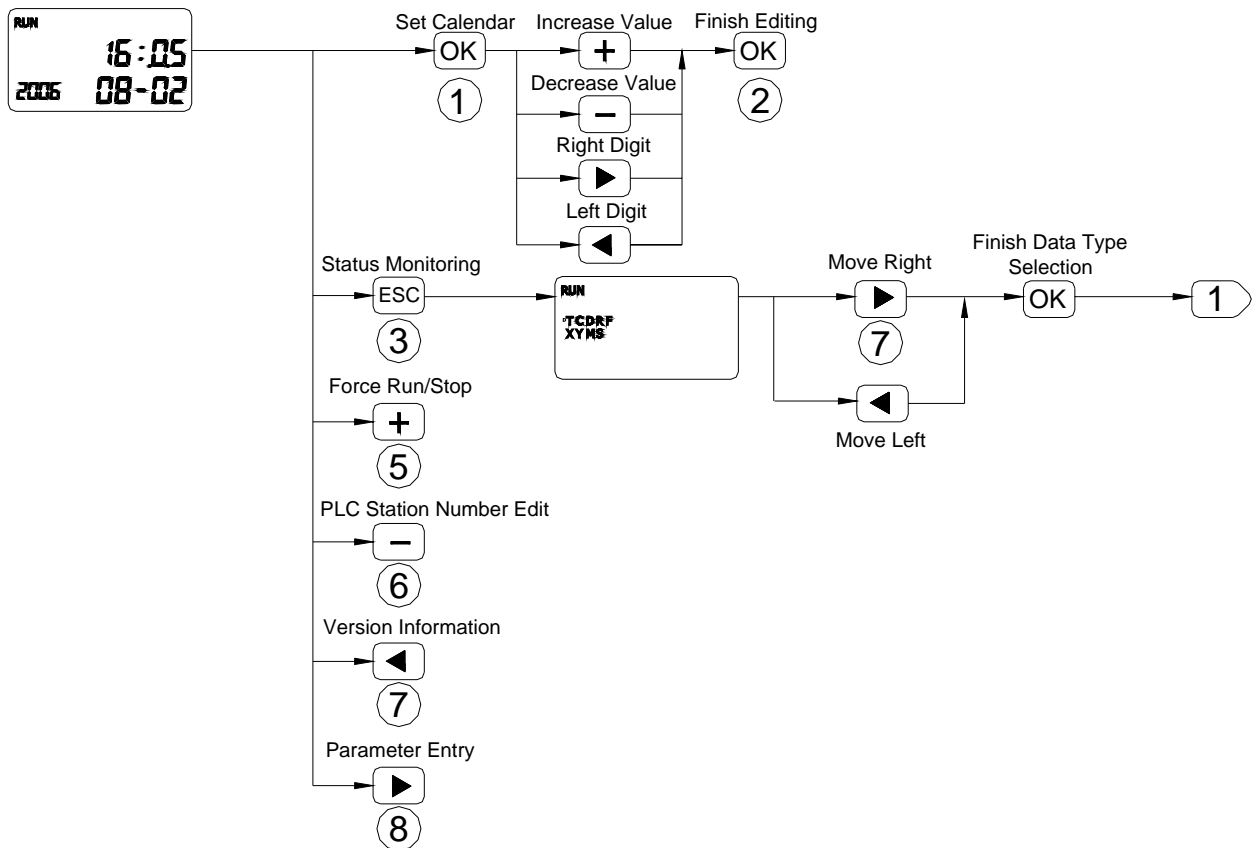 RUN
16:05
2006 08-02
Set Calendar
OK
1
Increase Value
+
Decrease Value
−
Right Digit
Left Digit
Finish Editing
OK
2
Status Monitoring
ESC
3
RUN
TCDRF
XYMS
Move Right
7
Move Left
Finish Data Type
Selection
OK
1
Force Run/Stop
+
5
PLC Station Number Edit
−
6
Version Information
7
Parameter Entry
8